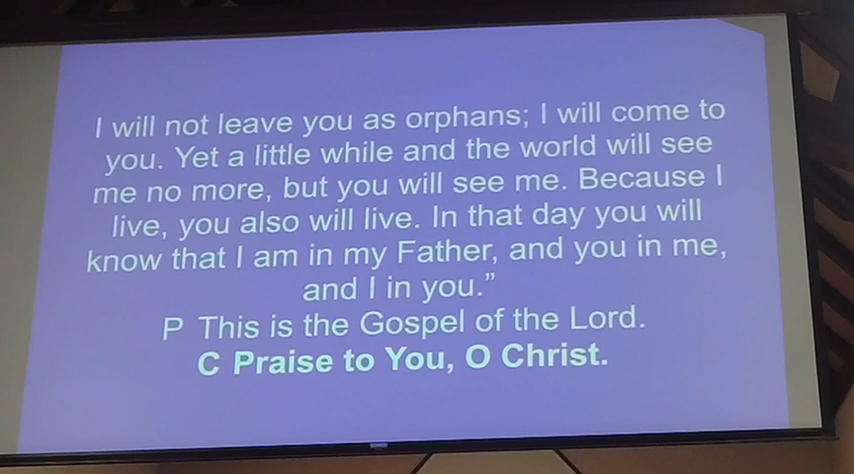 I will not leave you as orphans; I will come to
you. Yet a little while and the world will see
me no more, but you will see me. Because I
live, you also will live. In that day you will
know that I am in my Father, and you in me,
and I in you.”
P This is the Gospel of the Lord.
C Praise to You, O Christ.